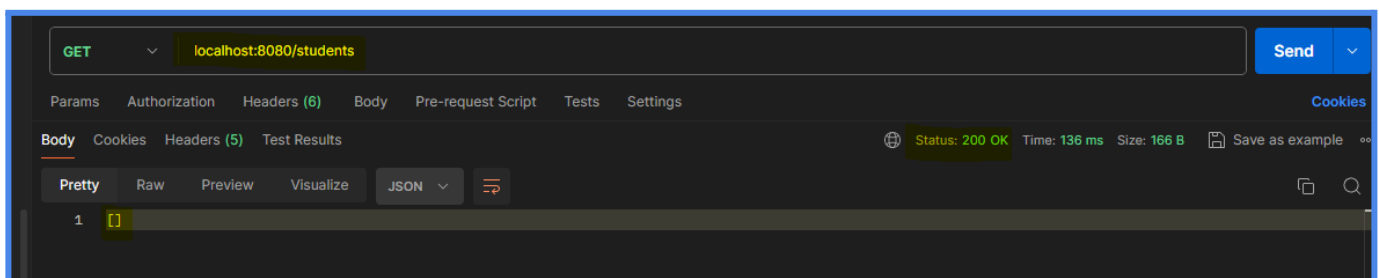 GET localhost:8080/students Send
Params Authorization Headers (6) Body Pre-request Script Tests Settings Cookies
Body Cookies Headers (5) Test Results Status: 200 OK Time: 136 ms Size: 166 B Save as example
Pretty Raw Preview Visualize JSON
1 []